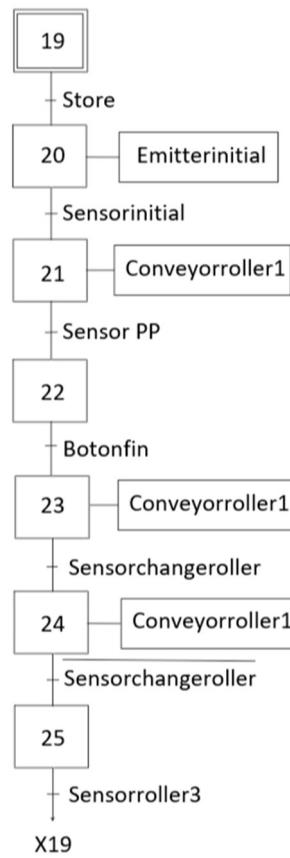 19
Store
20
Emitterinitial
Sensorinitial
21
Conveyorroller1
Sensor PP
22
Botonfin
23
Conveyorroller1
Sensorchangeroller
24
Conveyorroller1
Sensorchangeroller
25
Sensorroller3
X19